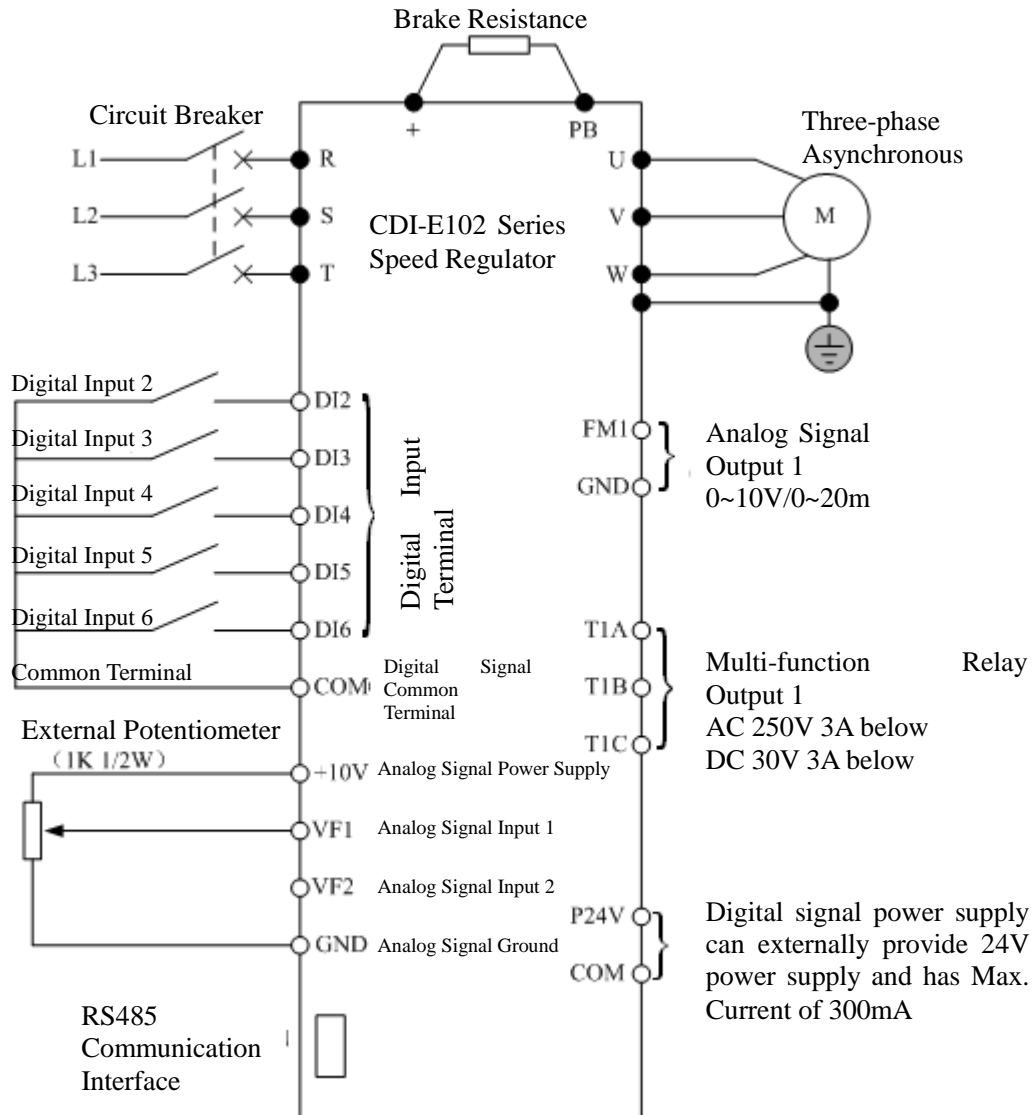 Brake Resistance
+
PB
Circuit Breaker
L1
R
L2
S
L3
T
CDI-E102 Series
Speed Regulator
U
V
W
Three-phase
Asynchronous
M
Digital Input 2
DI2
Digital Input 3
DI3
Digital Input 4
DI4
Digital Input 5
DI5
Digital Input 6
DI6
Digital Input
Terminal
Common Terminal
COM
Digital Signal
Common
Terminal
External Potentiometer
(1K 1/2W)
+10V
Analog Signal Power Supply
VF1
Analog Signal Input 1
VF2
Analog Signal Input 2
GND
Analog Signal Ground
RS485
Communication
Interface
FM1
GND
Analog Signal
Output 1
0~10V/0~20m
T1A
T1B
T1C
Multi-function Relay
Output 1
AC 250V 3A below
DC 30V 3A below
P24V
COM
Digital signal power supply
can externally provide 24V
power supply and has Max.
Current of 300mA